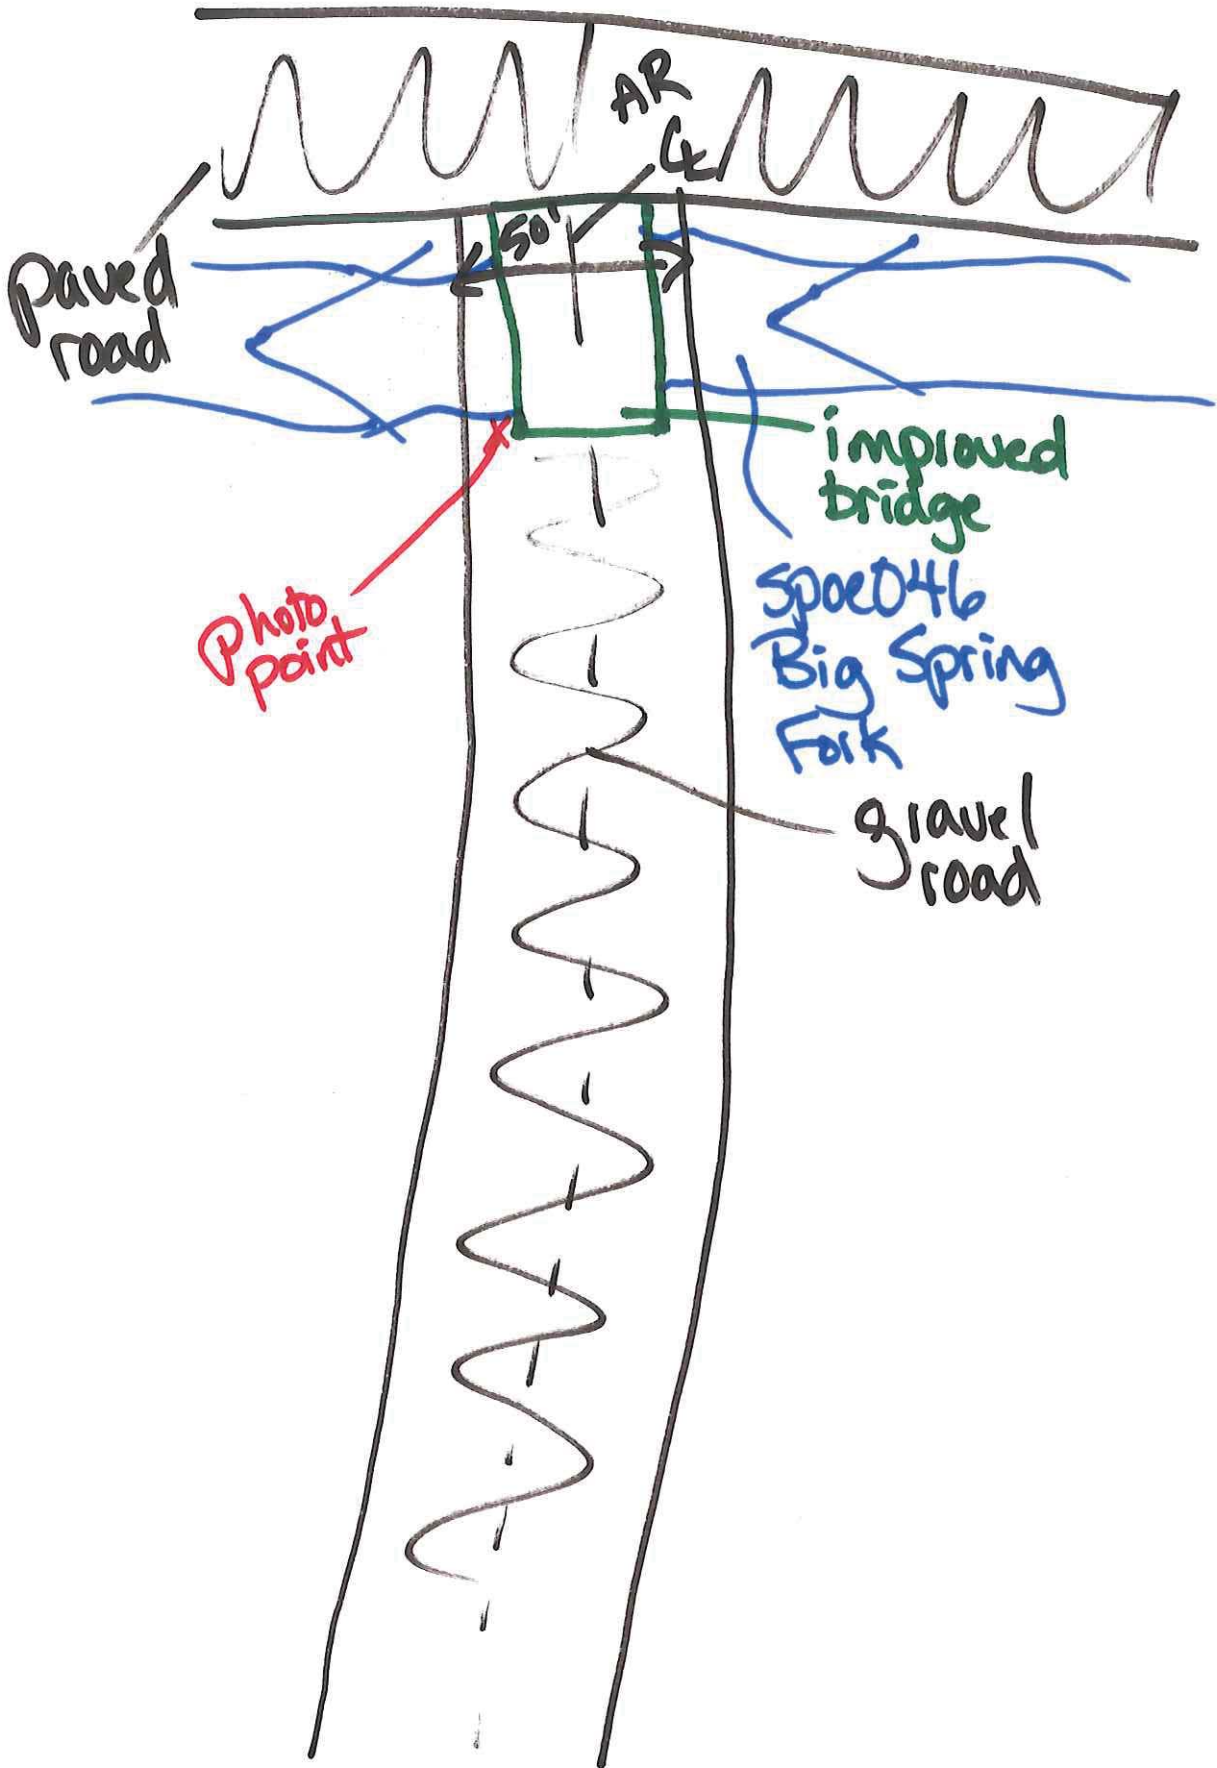 AR
CL
50'
paved
road
improved
bridge
spoe046
Big Spring
Fork
Photo
point
gravel
road